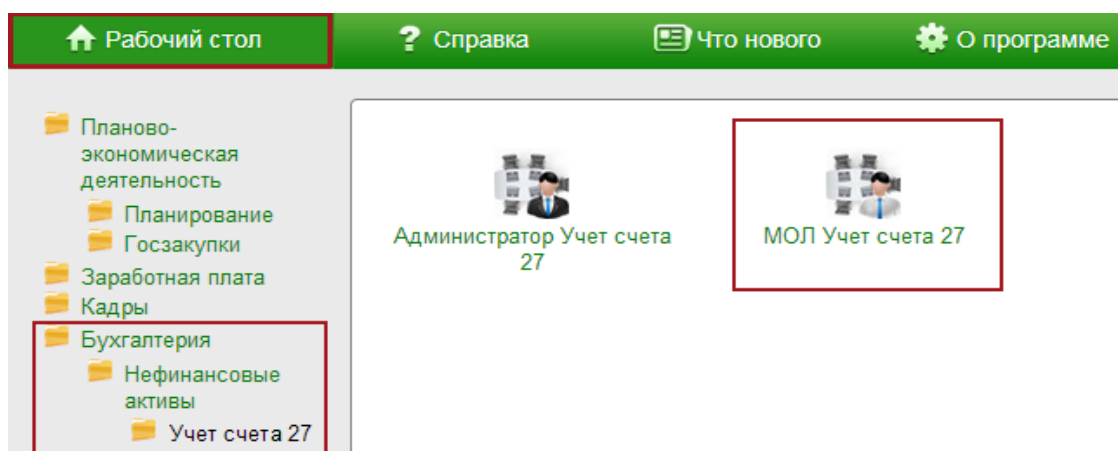 Рабочий стол
Справка
Что нового
О программе
Планово-
экономическая
деятельность
Планирование
Госзакупки
Заработная плата
Кадры
Бухгалтерия
Нефинансовые
активы
Учет счета 27
Администратор Учет счета
27
МОЛ Учет счета 27